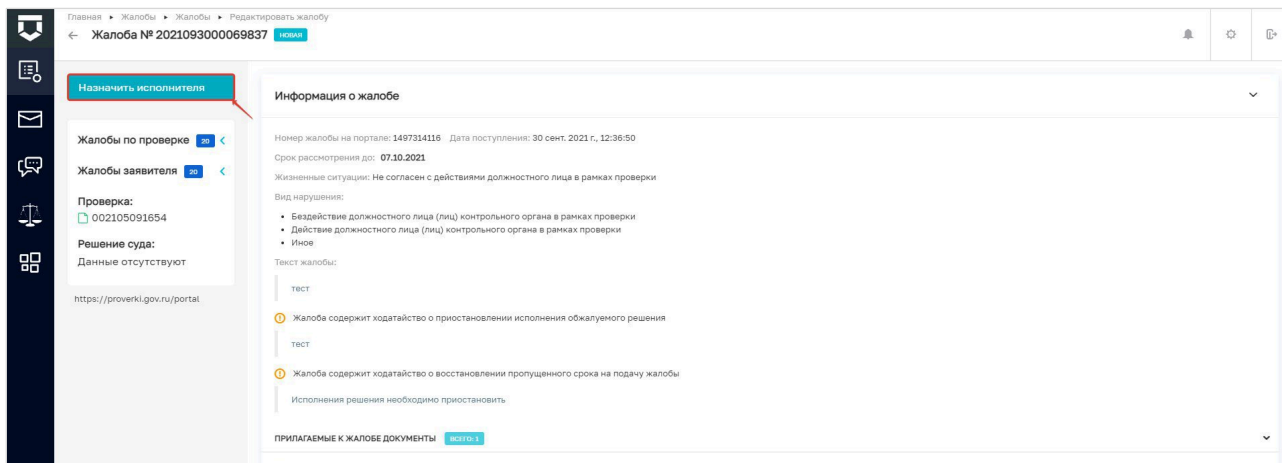 Главная ▸ Жалобы ▸ Жалобы ▸ Редактировать жалобу
← Жалоба № 2021093000069837 НОВАЯ
Назначить исполнителя
Жалобы по проверке 20
Жалобы заявителя 20
Проверка:
002105091654
Решение суда:
Данные отсутствуют
https://proverki.gov.ru/portal
Информация о жалобе
Номер жалобы на портале: 1497314116 Дата поступления: 30 сент. 2021 г., 12:36:50
Срок рассмотрения до: 07.10.2021
Жизненные ситуации: Не согласен с действиями должностного лица в рамках проверки
Вид нарушения:
• Бездействие должностного лица (лиц) контрольного органа в рамках проверки
• Действие должностного лица (лиц) контрольного органа в рамках проверки
• Иное
Текст жалобы:
тест
Жалоба содержит ходатайство о приостановлении исполнения обжалуемого решения
тест
Жалоба содержит ходатайство о восстановлении пропущенного срока на подачу жалобы
Исполнения решения необходимо приостановить
ПРИЛАГАЕМЫЕ К ЖАЛОБЕ ДОКУМЕНТЫ ВСЕГО: 1